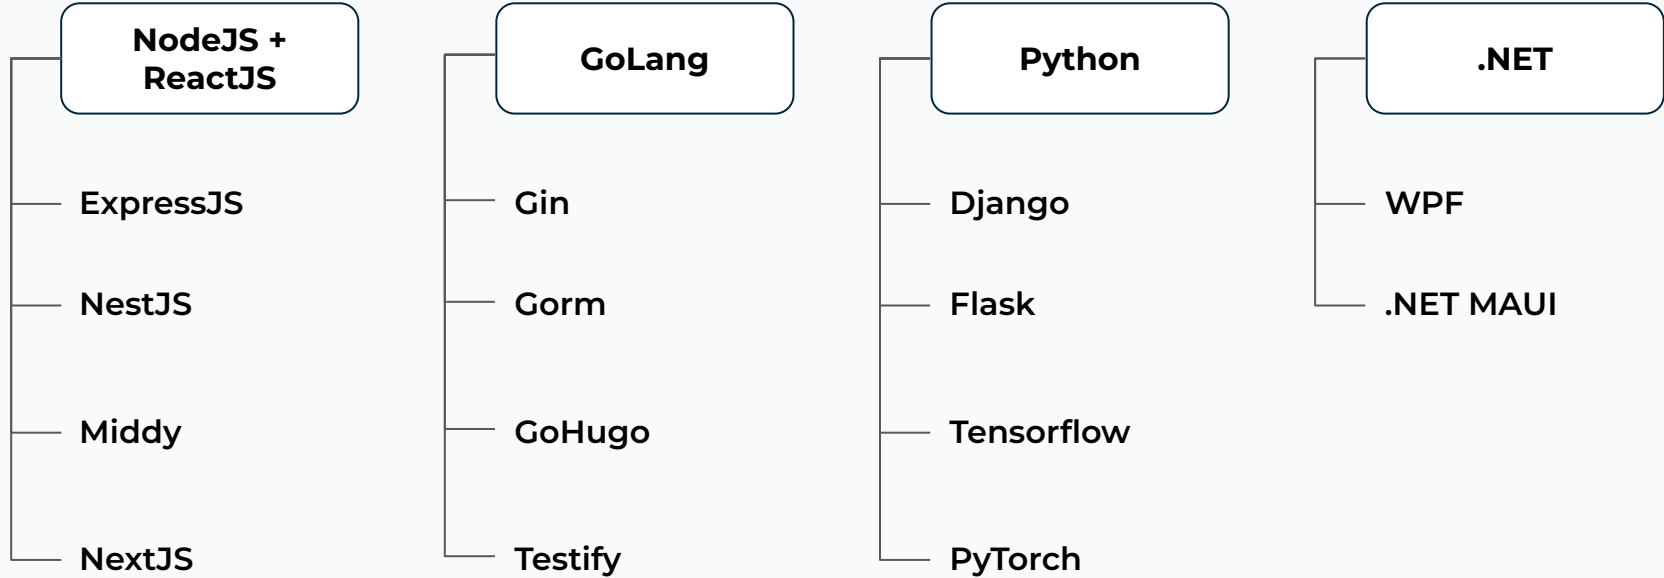 NodeJS +
ReactJS
ExpressJS
NestJS
Middy
NextJS
GoLang
Gin
Gorm
GoHugo
Testify
Python
Django
Flask
Tensorflow
PyTorch
.NET
WPF
.NET MAUI